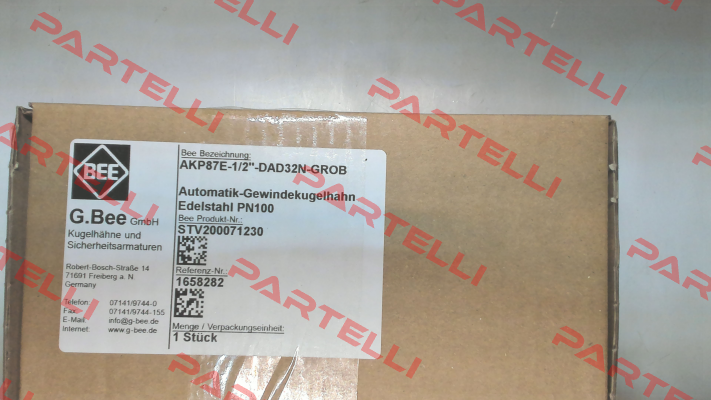 BEE
G.Bee GmbH
Kugelhähne und
Sicherheitsarmaturen
Robert-Bosch-Straße 14
71691 Freiberg a. N.
Germany
Telefon: 07141/9744-0
Fax: 07141/9744-155
E-Mail: info@g-bee.de
Internet: www.g-bee.de
Bee Bezeichnung:
AKP87E-1/2"-DAD32N-GROB
Automatik-Gewindekugelhahn
Edelstahl PN100
Bee Produkt-Nr.:
STV200071230
Referenz-Nr.:
1658282
Menge / Verpackungseinheit:
1 Stück
PARTELLI
PARTELLI
PARTELLI
PARTELLI
PARTELLI
PARTELLI
PARTELLI
PARTELLI
PARTELLI